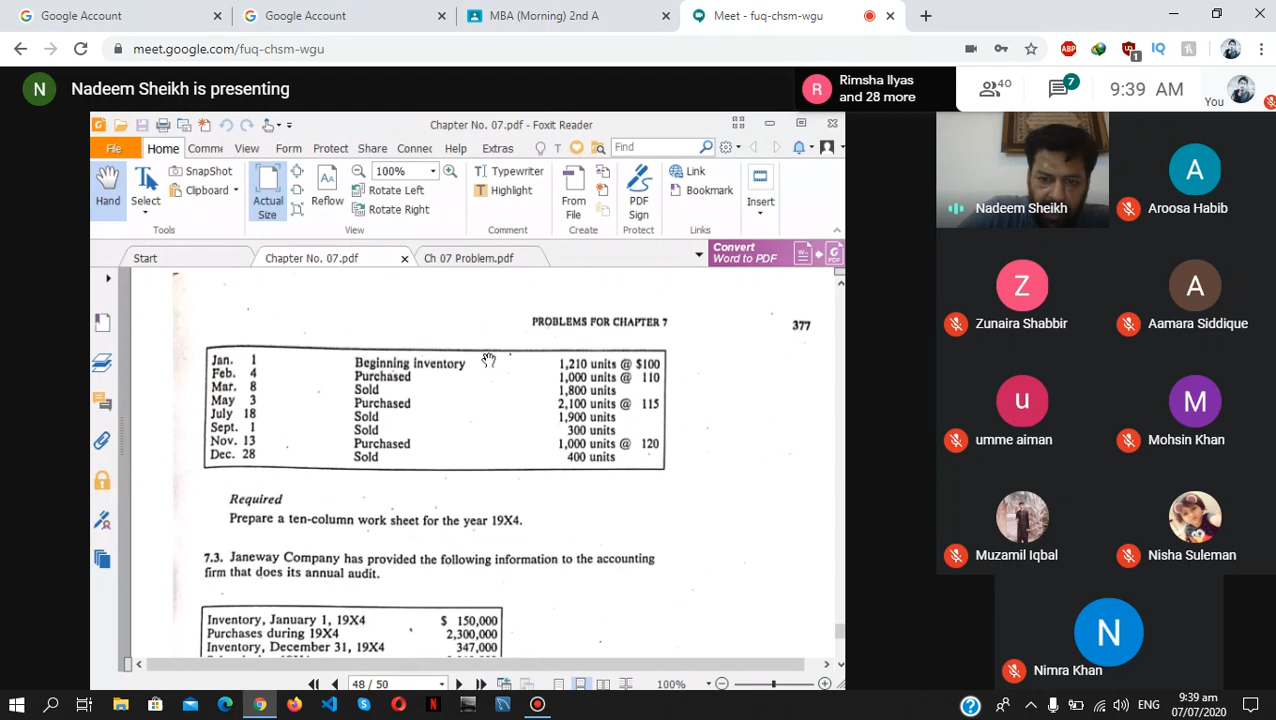 Google Account
Google Account
MBA (Morning) 2nd A
Meet - fuq-chsm-wgu
meet.google.com/fuq-chsm-wgu
N Nadeem Sheikh is presenting
R Rimsha Ilyas
and 28 more
40
7
9:39 AM
You
Chapter No. 07.pdf - Foxit Reader
File Home Comme View Form Protect Share Connec Help Extras Find
Hand
Select
SnapShot
Clipboard
Actual
Size
Reflow
100%
Rotate Left
Rotate Right
Typewriter
Highlight
From
File
PDF
Sign
Link
Bookmark
Insert
Tools View Comment Create Protect Links
Start Chapter No. 07.pdf Ch 07 Problem.pdf
Convert
Word to PDF
PROBLEMS FOR CHAPTER 7 377
Jan. 1 Beginning inventory 1,210 units @ $100
Feb. 4 Purchased 1,000 units @ 110
Mar. 8 Sold 1,800 units
May 3 Purchased 2,100 units @ 115
July 18 Sold 1,900 units
Sept. 1 Sold 300 units
Nov. 13 Purchased 1,000 units @ 120
Dec. 28 Sold 400 units
Required
Prepare a ten-column work sheet for the year 19X4.
7.3. Janeway Company has provided the following information to the accounting
firm that does its annual audit.
Inventory, January 1, 19X4 $ 150,000
Purchases during 19X4 2,300,000
Inventory, December 31, 19X4 347,000
48 / 50
100%
Nadeem Sheikh
A
Aroosa Habib
Z
Zunaira Shabbir
A
Aamara Siddique
u
umme aiman
M
Mohsin Khan
Muzamil Iqbal
Nisha Suleman
N
Nimra Khan
ENG
9:39 am
07/07/2020